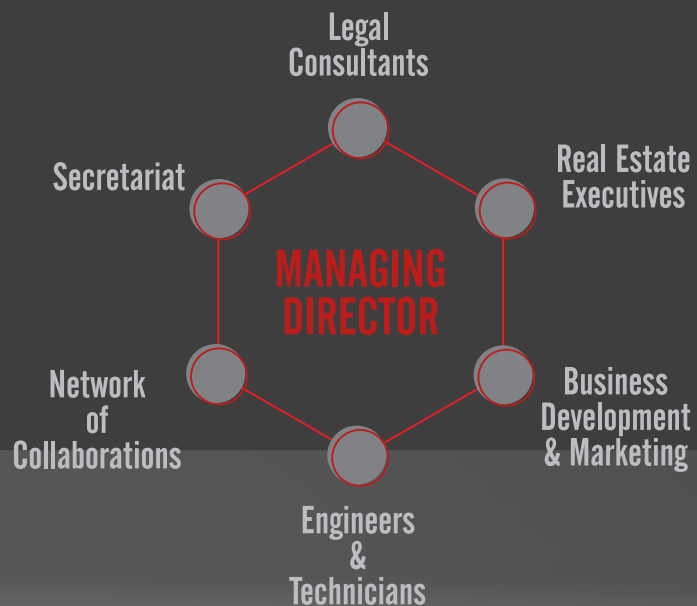 Legal
Consultants
Secretariat
Real Estate
Executives
MANAGING
DIRECTOR
Network
of
Collaborations
Business
Development
& Marketing
Engineers
&
Technicians